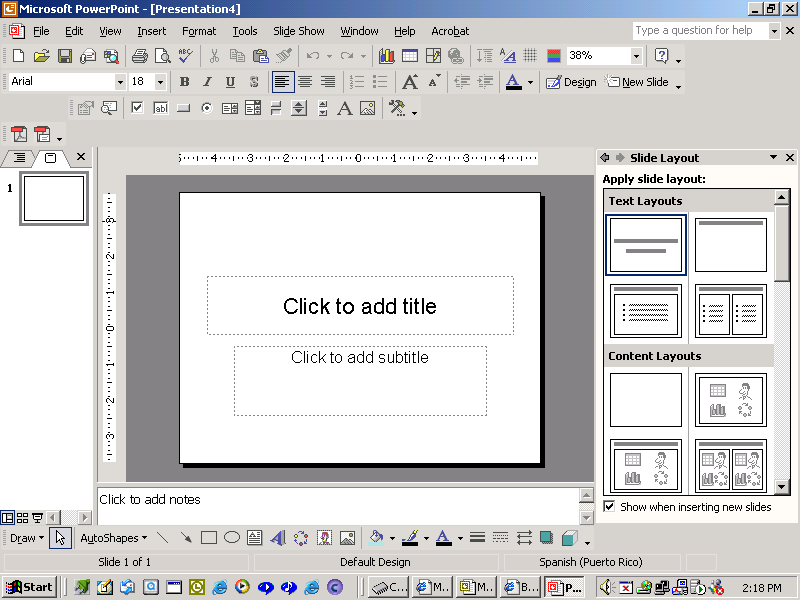 Microsoft PowerPoint - [Presentation4]
File Edit View Insert Format Tools Slide Show Window Help Acrobat Type a question for help
38%
Arial 18 B I U S A A A Design New Slide
ab| A
Slide Layout
Apply slide layout:
1
Text Layouts
Click to add title
Click to add subtitle
Content Layouts
Click to add notes
Show when inserting new slides
Draw AutoShapes
Slide 1 of 1 Default Design Spanish (Puerto Rico)
Start C... M... M... B... P... 2:18 PM